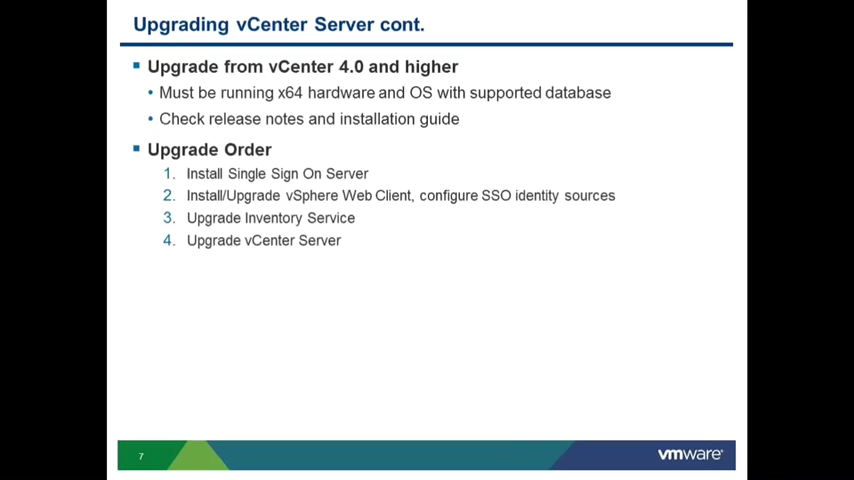 Upgrading vCenter Server cont.
Upgrade from vCenter 4.0 and higher
• Must be running x64 hardware and OS with supported database
• Check release notes and installation guide
Upgrade Order
1. Install Single Sign On Server
2. Install/Upgrade vSphere Web Client, configure SSO identity sources
3. Upgrade Inventory Service
4. Upgrade vCenter Server
7
vmware®